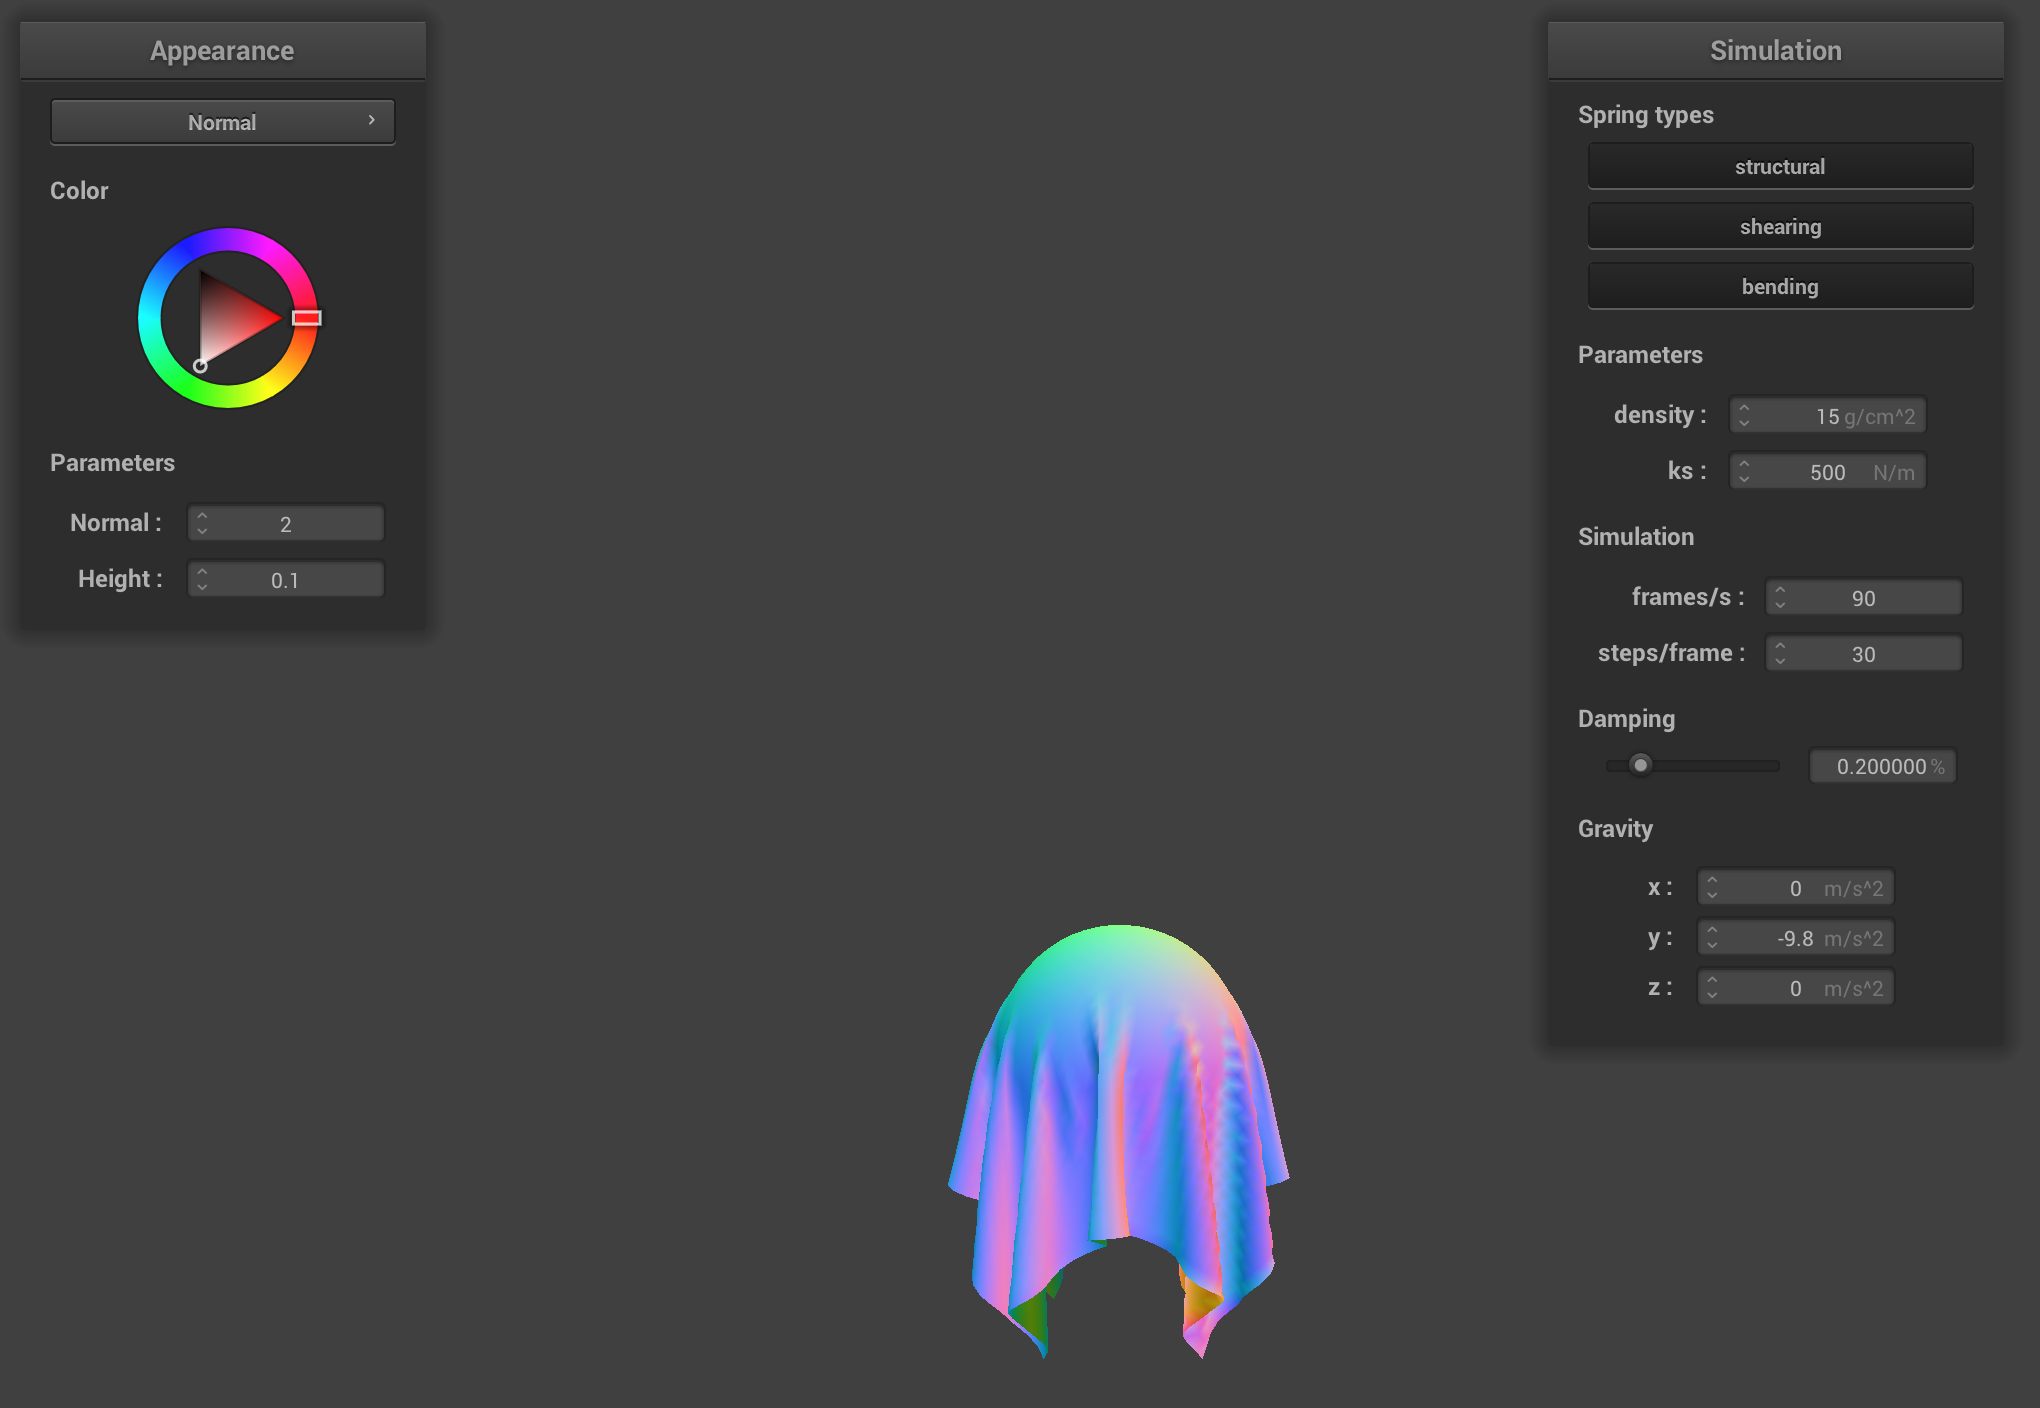 Appearance
Normal
Color
Parameters
Normal : 2
Height : 0.1
Simulation
Spring types
structural
shearing
bending
Parameters
density : 15 g/cm^2
ks : 500 N/m
Simulation
frames/s : 90
steps/frame : 30
Damping
0.200000 %
Gravity
x : 0 m/s^2
y : -9.8 m/s^2
z : 0 m/s^2